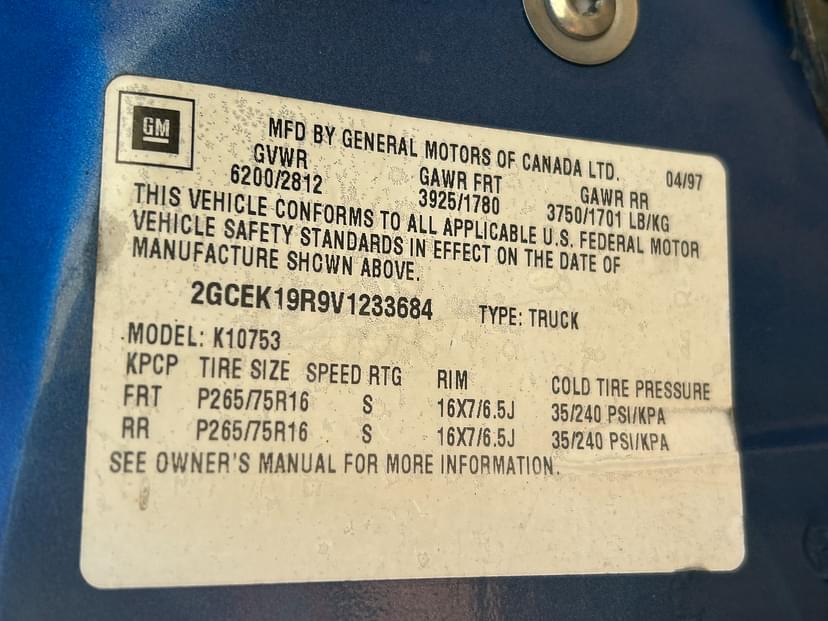 GM
MFD BY GENERAL MOTORS OF CANADA LTD. 04/97
GVWR GAWR FRT GAWR RR
6200/2812 3925/1780 3750/1701 LB/KG
THIS VEHICLE CONFORMS TO ALL APPLICABLE U.S. FEDERAL MOTOR
VEHICLE SAFETY STANDARDS IN EFFECT ON THE DATE OF
MANUFACTURE SHOWN ABOVE.
2GCEK19R9V1233684 TYPE: TRUCK
MODEL: K10753
KPCP TIRE SIZE SPEED RTG RIM COLD TIRE PRESSURE
FRT P265/75R16 S 16X7/6.5J 35/240 PSI/KPA
RR P265/75R16 S 16X7/6.5J 35/240 PSI/KPA
SEE OWNER'S MANUAL FOR MORE INFORMATION.